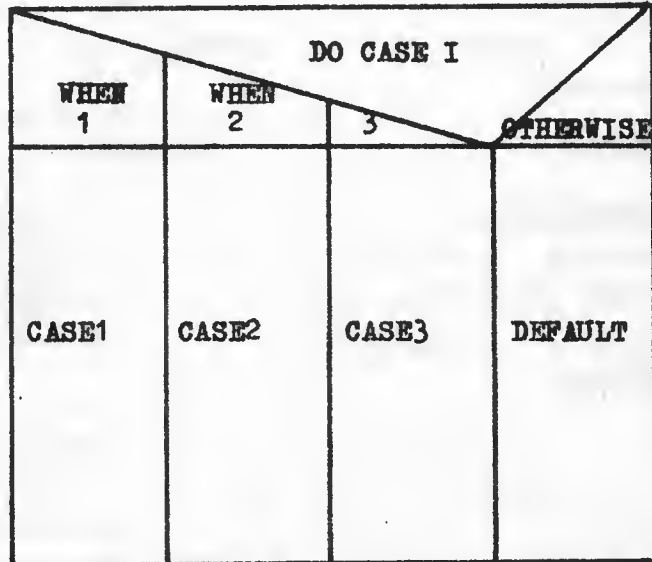 DO CASE I
WHEN WHEN
1 2 3 OTHERWISE
CASE1 CASE2 CASE3 DEFAULT